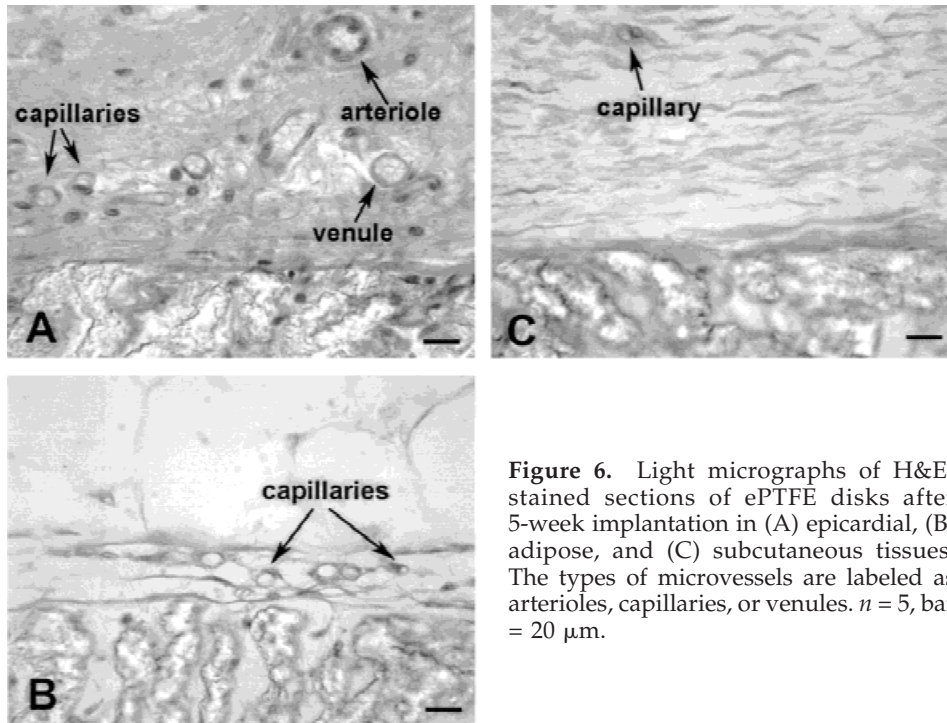 capillaries
arteriole
venule
A
capillary
C
capillaries
B
Figure 6. Light micrographs of H&E
stained sections of ePTFE disks after
5-week implantation in (A) epicardial, (B
adipose, and (C) subcutaneous tissues
The types of microvessels are labeled as
arterioles, capillaries, or venules. n = 5, bar
= 20 μm.